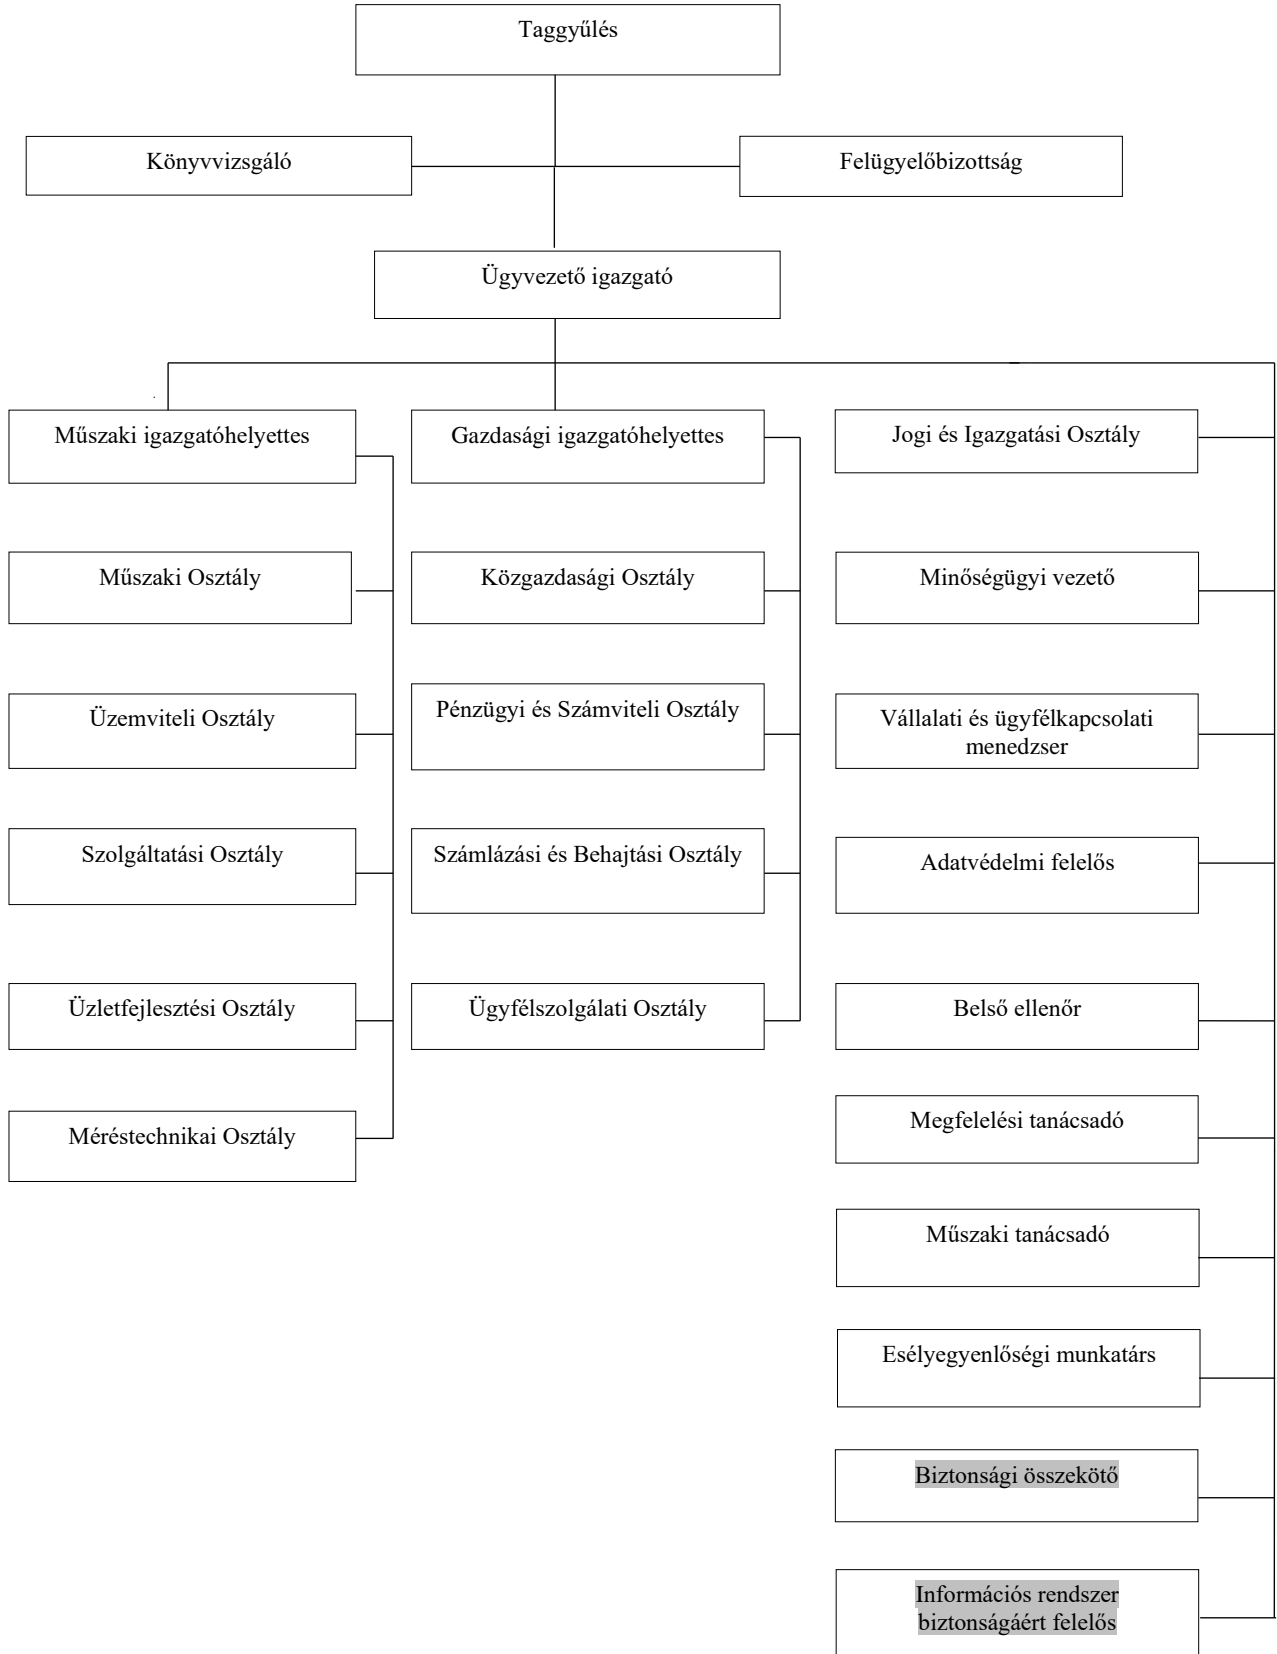 Taggyűlés
Könyvvizsgáló
Felügyelőbizottság
Ügyvezető igazgató
Műszaki igazgatóhelyettes
Gazdasági igazgatóhelyettes
Jogi és Igazgatási Osztály
Műszaki Osztály
Közgazdasági Osztály
Minőségügyi vezető
Üzemviteli Osztály
Pénzügyi és Számviteli Osztály
Vállalati és ügyfélkapcsolati
menedzser
Szolgáltatási Osztály
Számlázási és Behajtási Osztály
Adatvédelmi felelős
Üzletfejlesztési Osztály
Ügyfélszolgálati Osztály
Belső ellenőr
Méréstechnikai Osztály
Megfelelési tanácsadó
Műszaki tanácsadó
Esélyegyenlőségi munkatárs
Biztonsági összekötő
Információs rendszer
biztonságáért felelős